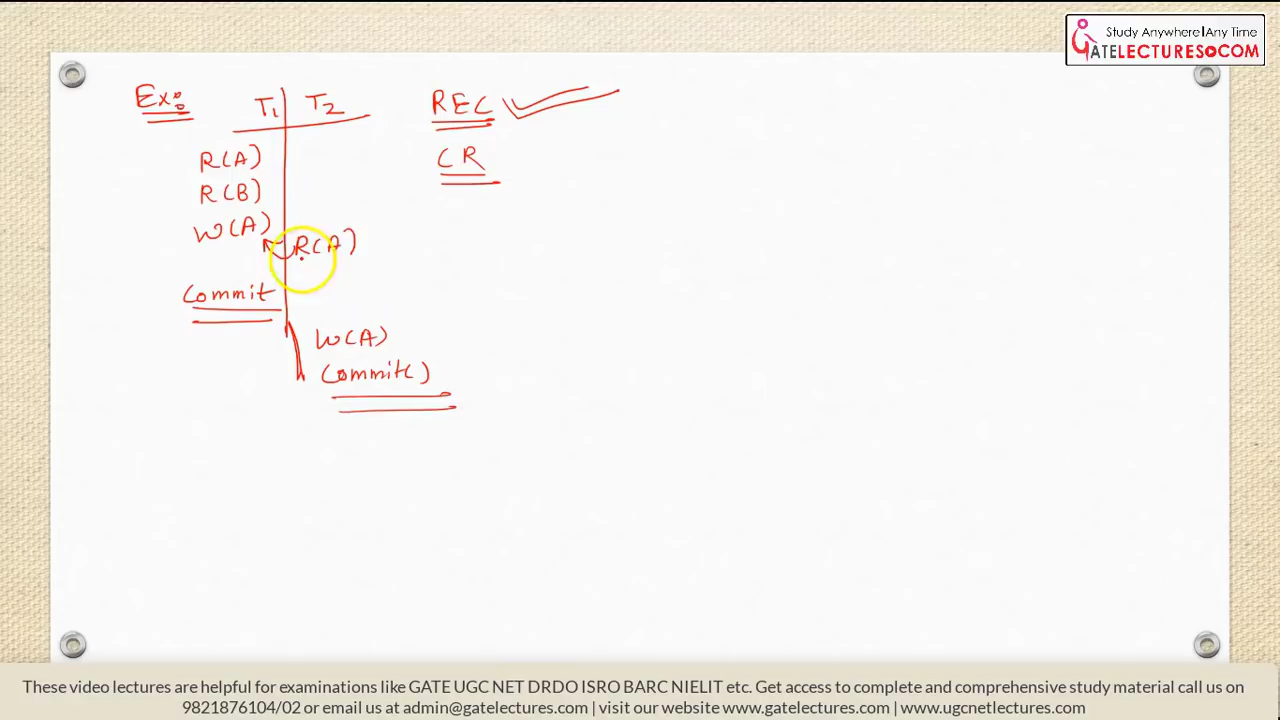 Study Anywhere | Any Time
GATELECTURES.COM
Ex:
T1 T2
REC
R(A)
CR
R(B)
W(A)
R(A)
Commit
W(A)
Commit()
These video lectures are helpful for examinations like GATE UGC NET DRDO ISRO BARC NIELIT etc. Get access to complete and comprehensive study material call us on
9821876104/02 or email us at admin@gatelectures.com | visit our website www.gatelectures.com | www.ugcnetlectures.com